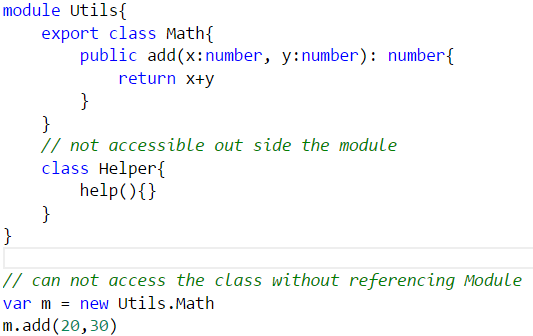 module Utils{
    export class Math{
        public add(x:number, y:number): number{
            return x+y
        }
    }
    // not accessible out side the module
    class Helper{
        help(){}
    }
}
// can not access the class without referencing Module
var m = new Utils.Math
m.add(20,30)